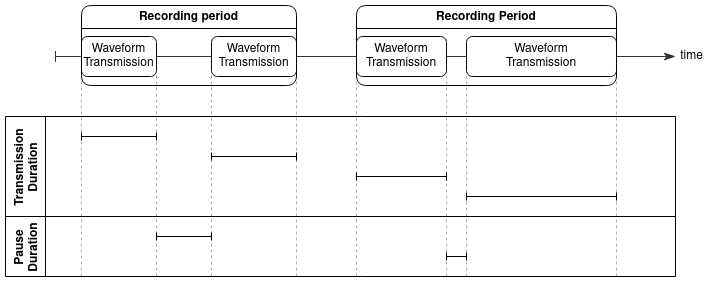 Recording period
Recording Period
Waveform
Transmission
Waveform
Transmission
Waveform
Transmission
Waveform
Transmission
time
Transmission
Duration
Pause
Duration